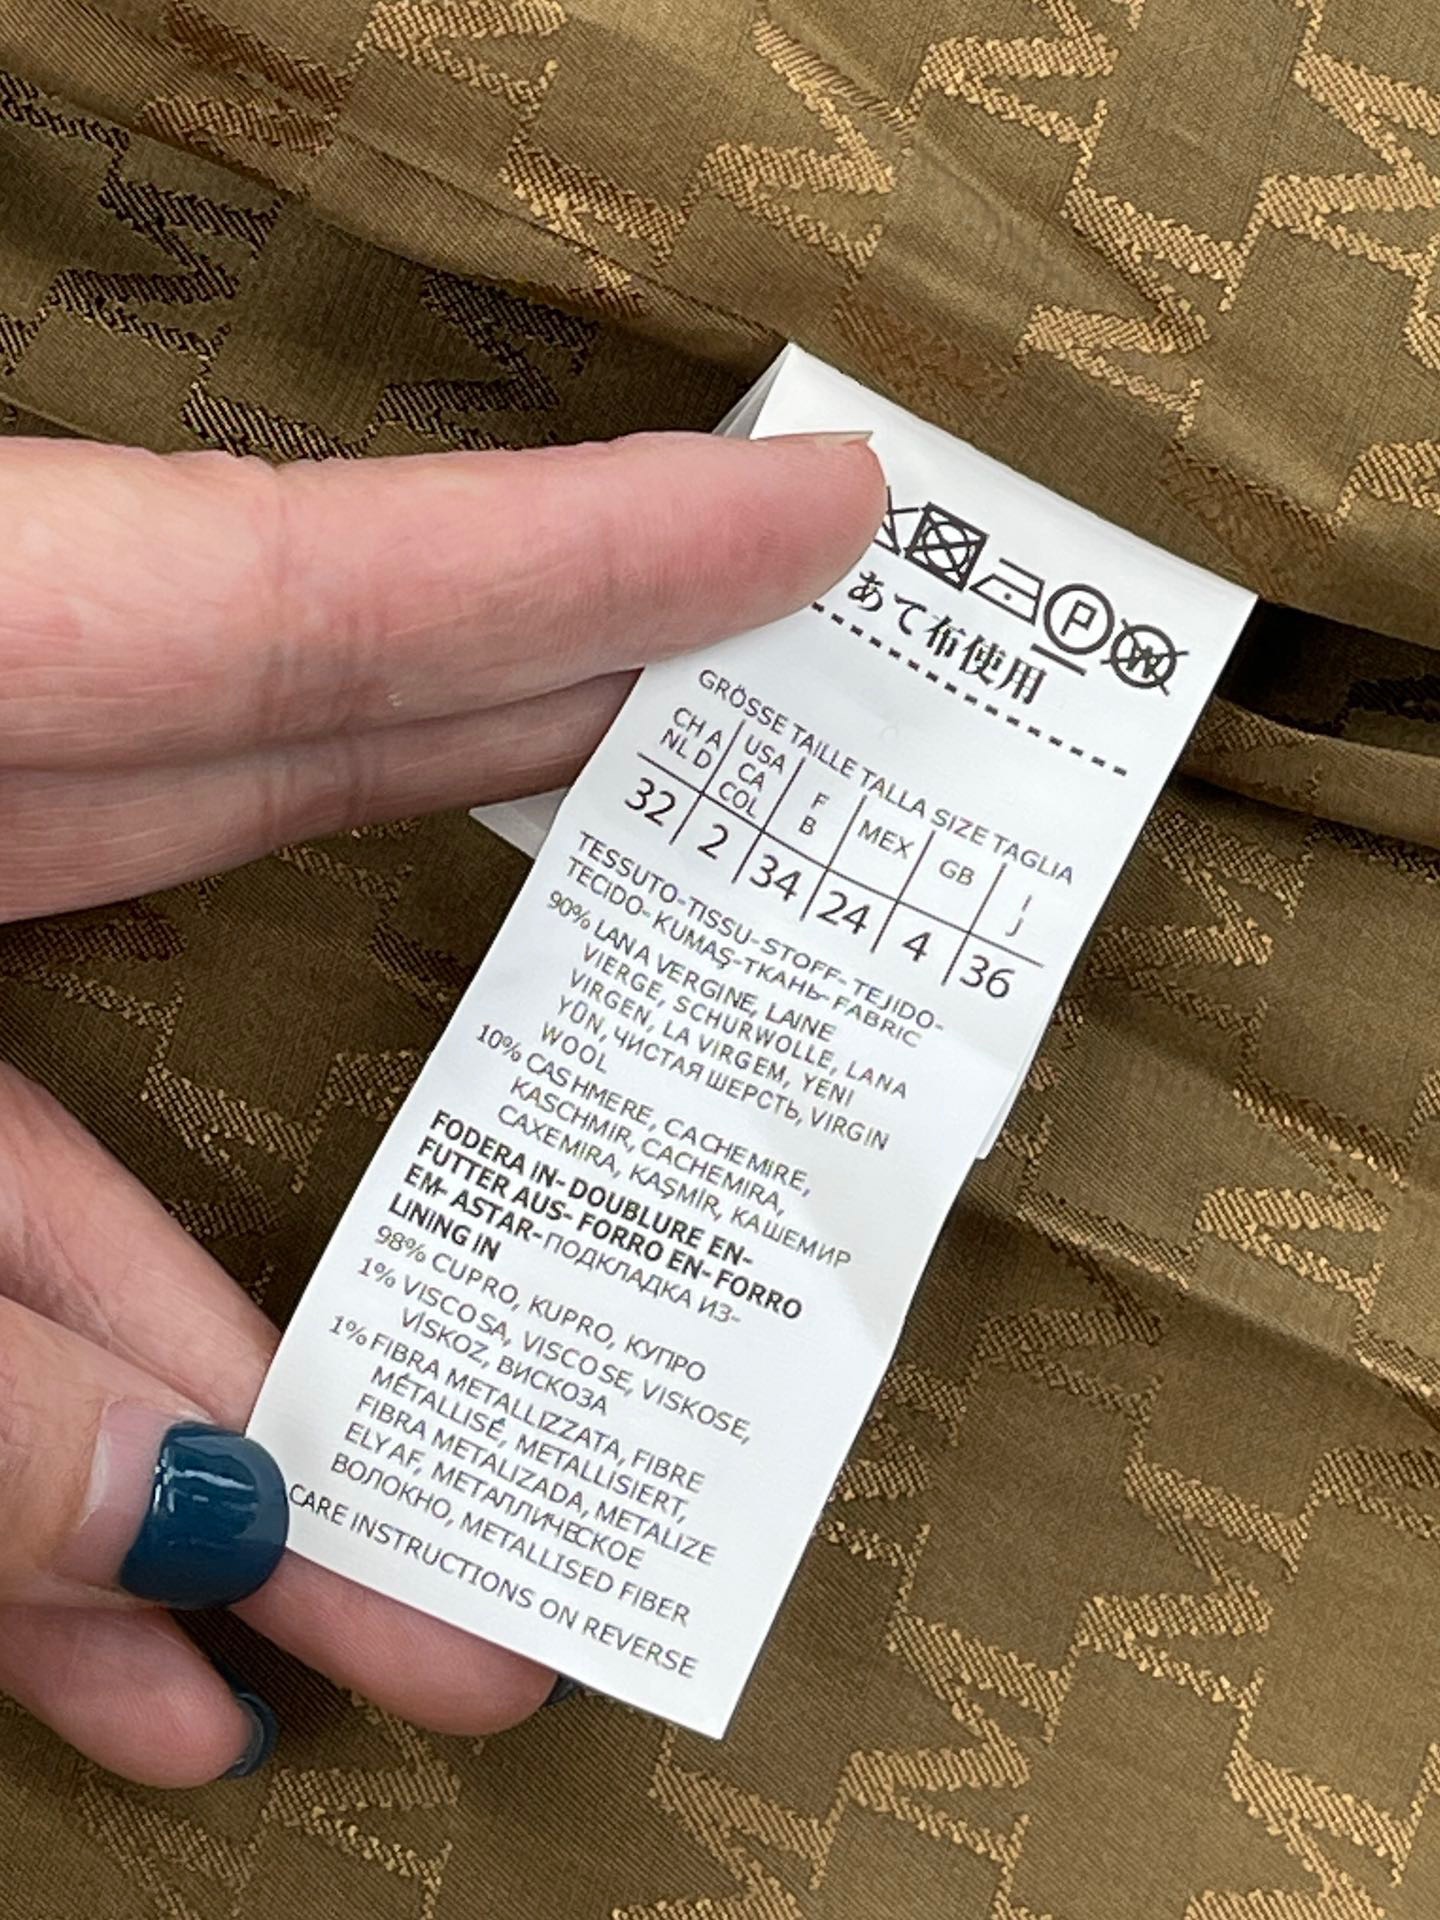 P
W
あて布使用
GRÖSSE TAILLE TALLA SIZE TAGLIA
CH A NL D | USA CA COL | F B | MEX | GB | I J
32 | 2 | 34 | 24 | 4 | 36
TESSUTO-TISSU-STOFF-TEJIDO-
TECIDO-KUMAŞ-ТКАНЬ-FABRIC
90% LANA VERGINE, LAINE
VIERGE, SCHURWOLLE, LANA
VIRGEN, LA VIRGEM, YENI
YÜN, ЧИСТАЯ ШЕРСТЬ, VIRGIN
WOOL
10% CASHMERE, CACHEMIRE,
KASCHMIR, CACHEMIRA,
CAXEMIRA, KAŞMİR, КАШЕМИР
FODERA IN-DOUBLURE EN-
FUTTER AUS-FORRO EN-FORRO
EM-ASTAR-ПОДКЛАДКА ИЗ-
LINING IN
98% CUPRO, KUPRO, КУПРО
1% VISCOSA, VISCOSE, VISKOSE,
VİSKOZ, ВИСКОЗА
1% FIBRA METALLIZZATA, FIBRE
MÉTALLISÉ, METALLISIERT,
FIBRA METALIZADA, METALIZE
ELYAF, МЕТАЛЛИЧЕСКОЕ
ВОЛОКНО, METALLISED FIBER
CARE INSTRUCTIONS ON REVERSE